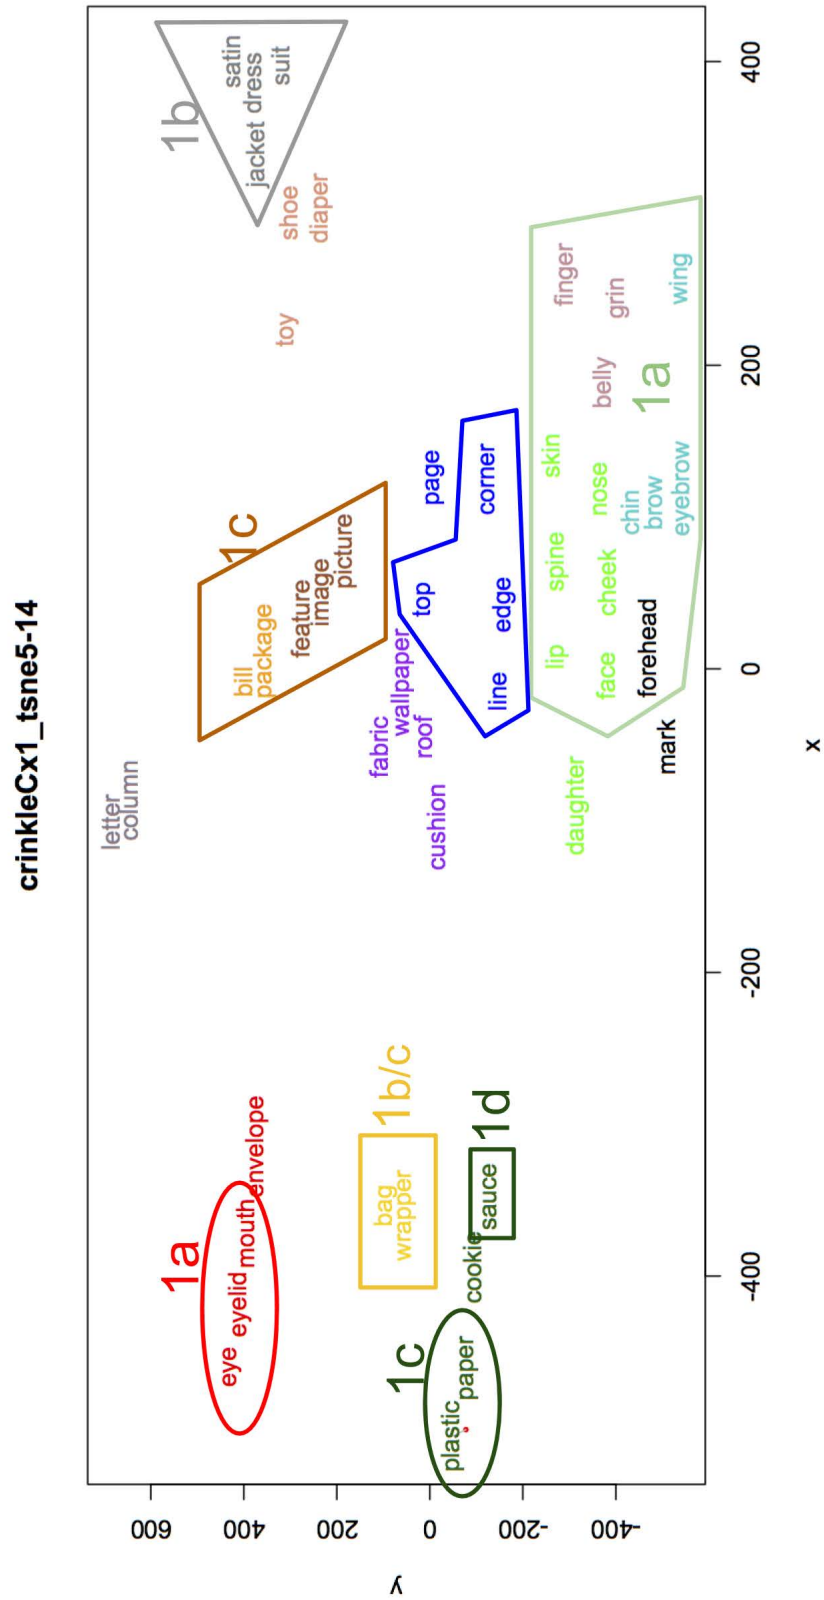 crinkleCx1_tsne5-14
letter
column
1a
eye
eyelid
mouth
envelope
1b
satin
jacket dress
suit
shoe
diaper
toy
1c
bill
package
feature
image
picture
1b/c
bag
wrapper
fabric
wallpaper
roof
cushion
top
page
line
edge
corner
1c
plastic
paper
cookie
1d
sauce
daughter
lip
spine
skin
finger
face
cheek
nose
belly
grin
forehead
chin
brow
eyebrow
1a
wing
mark
y
600
400
200
0
-200
-400
-400
-200
0
200
400
x